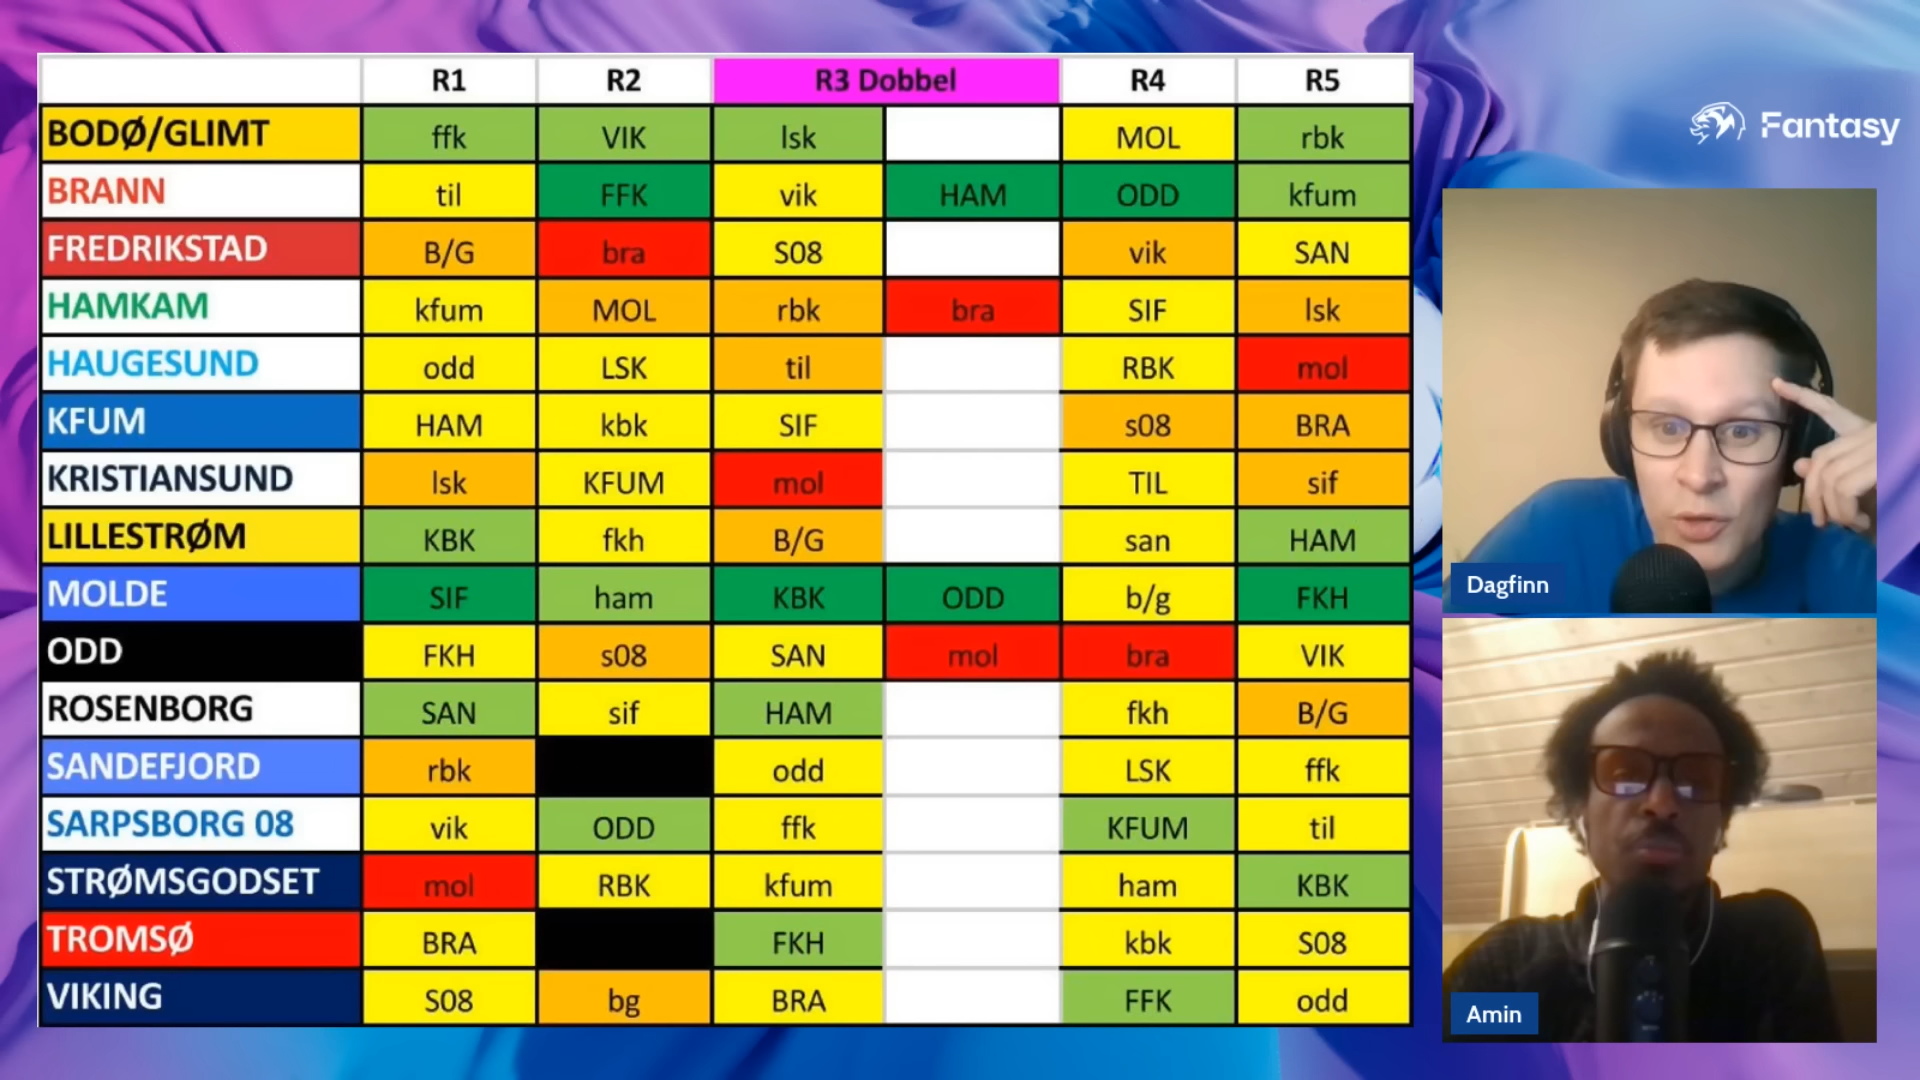 R1 R2 R3 Dobbel R4 R5
BODØ/GLIMT ffk VIK lsk MOL rbk
BRANN til FFK vik HAM ODD kfum
FREDRIKSTAD B/G bra S08 vik SAN
HAMKAM kfum MOL rbk bra SIF lsk
HAUGESUND odd LSK til RBK mol
KFUM HAM kbk SIF s08 BRA
KRISTIANSUND lsk KFUM mol TIL sif
LILLESTRØM KBK fkh B/G san HAM
MOLDE SIF ham KBK ODD b/g FKH
ODD FKH s08 SAN mol bra VIK
ROSENBORG SAN sif HAM fkh B/G
SANDEFJORD rbk odd LSK ffk
SARPSBORG 08 vik ODD ffk KFUM til
STRØMSGODSET mol RBK kfum ham KBK
TROMSØ BRA FKH kbk S08
VIKING S08 bg BRA FFK odd
Fantasy
Dagfinn
Amin